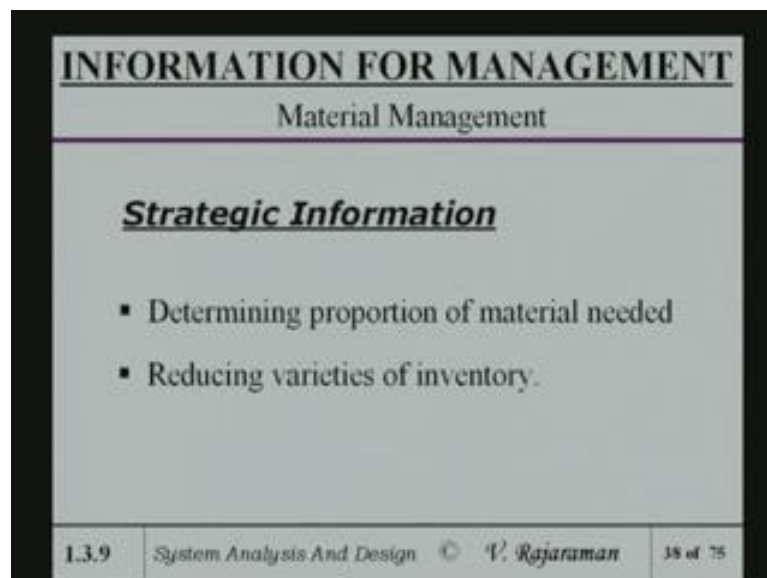 INFORMATION FOR MANAGEMENT
Material Management
Strategic Information
▪ Determining proportion of material needed
▪ Reducing varieties of inventory.
1.3.9 System Analysis And Design © V. Rajaraman 38 of 75